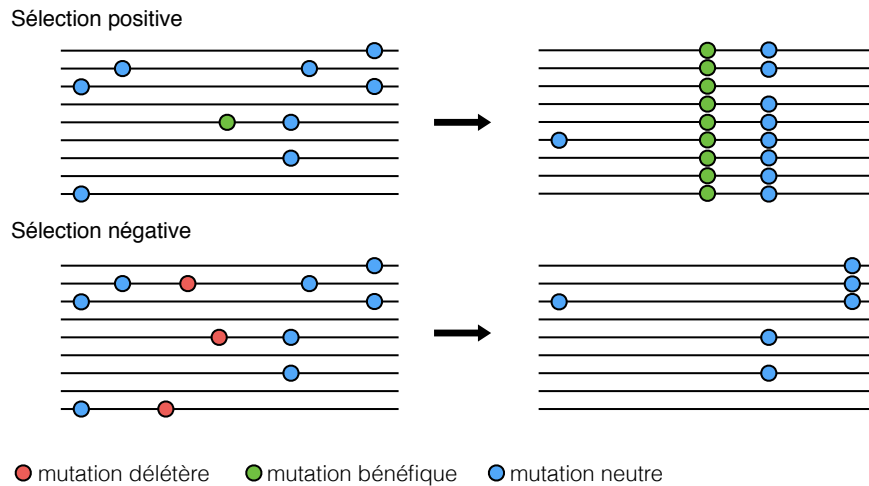 Sélection positive
Sélection négative
mutation délétère mutation bénéfique mutation neutre